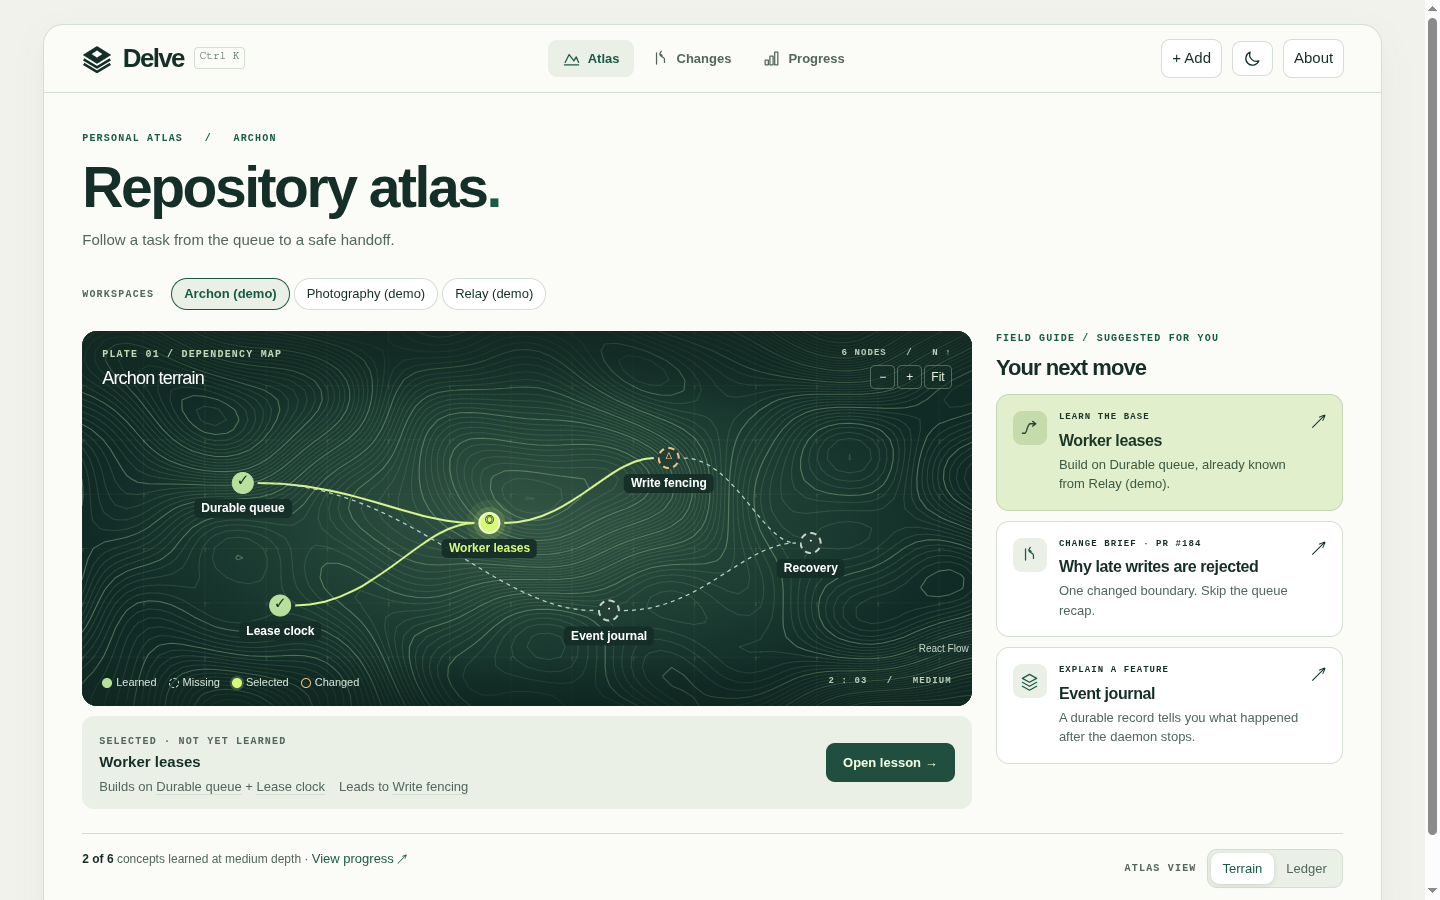 Delve
Ctrl K
Atlas
Changes
Progress
+ Add
About
PERSONAL ATLAS / ARCHON
Repository atlas.
Follow a task from the queue to a safe handoff.
WORKSPACES
Archon (demo)
Photography (demo)
Relay (demo)
PLATE 01 / DEPENDENCY MAP
Archon terrain
6 NODES / N ↑
− + Fit
Durable queue
Worker leases
Write fencing
Recovery
Lease clock
Event journal
React Flow
Learned
Missing
Selected
Changed
2 : 03 / MEDIUM
SELECTED · NOT YET LEARNED
Worker leases
Builds on Durable queue + Lease clock Leads to Write fencing
Open lesson →
FIELD GUIDE / SUGGESTED FOR YOU
Your next move
LEARN THE BASE
Worker leases
Build on Durable queue, already known
from Relay (demo).
CHANGE BRIEF · PR #184
Why late writes are rejected
One changed boundary. Skip the queue
recap.
EXPLAIN A FEATURE
Event journal
A durable record tells you what happened
after the daemon stops.
2 of 6 concepts learned at medium depth · View progress
ATLAS VIEW
Terrain
Ledger